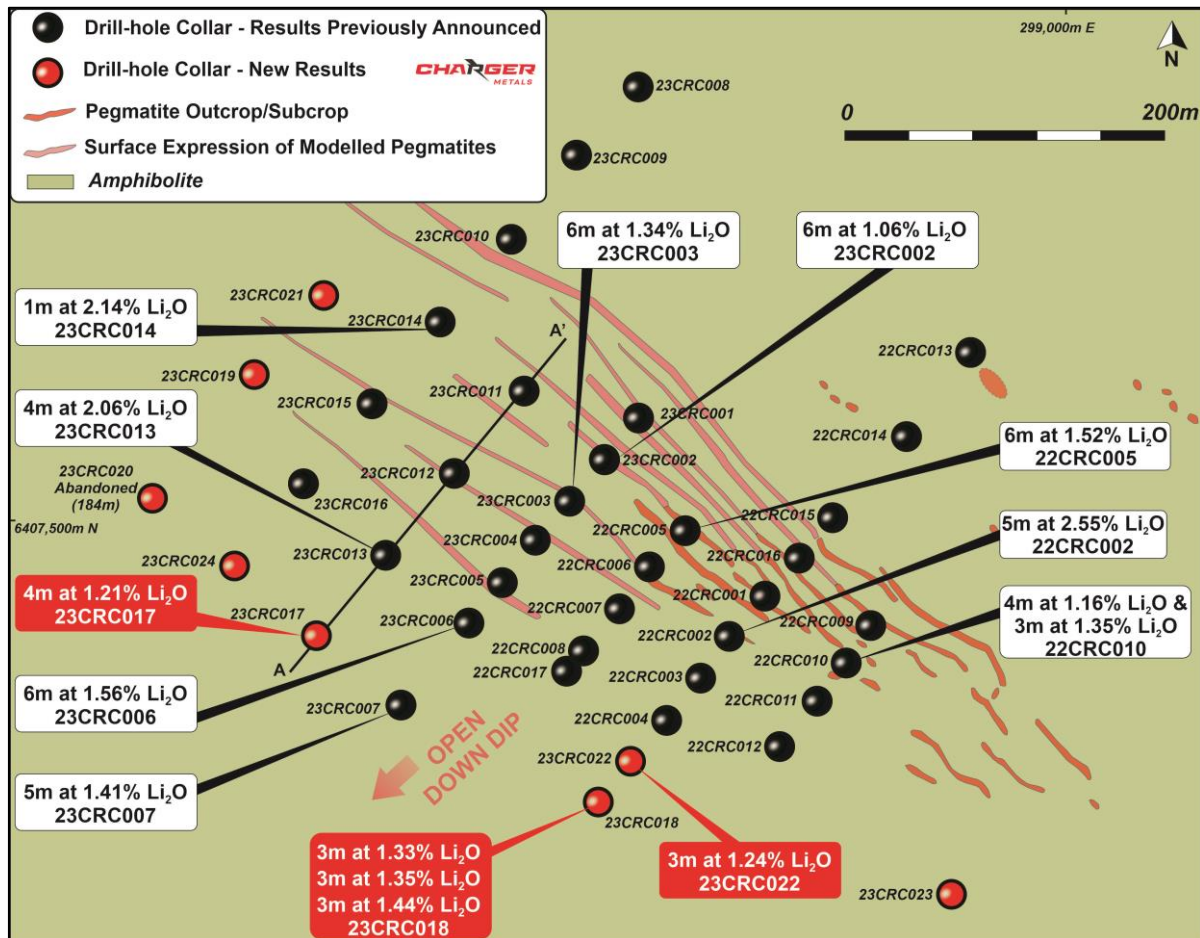 Drill-hole Collar - Results Previously Announced
Drill-hole Collar - New Results
CHARGER
METALS
Pegmatite Outcrop/Subcrop
Surface Expression of Modelled Pegmatites
Amphibolite
299,000m E
N
0 200m
23CRC008
23CRC009
23CRC010
6m at 1.34% Li₂O
23CRC003
6m at 1.06% Li₂O
23CRC002
23CRC021
1m at 2.14% Li₂O
23CRC014
23CRC014
A'
22CRC013
23CRC019
23CRC011
23CRC015
23CRC001
4m at 2.06% Li₂O
23CRC013
22CRC014
6m at 1.52% Li₂O
22CRC005
23CRC002
23CRC012
23CRC020
Abandoned
(184m)
23CRC016
23CRC003
6407,500m N
22CRC005
22CRC015
5m at 2.55% Li₂O
22CRC002
23CRC004
23CRC013
22CRC016
23CRC024
22CRC006
23CRC005
4m at 1.21% Li₂O
23CRC017
22CRC001
23CRC017
23CRC006
22CRC007
22CRC009
4m at 1.16% Li₂O &
3m at 1.35% Li₂O
22CRC010
22CRC002
22CRC008
A
22CRC017
22CRC003
22CRC010
6m at 1.56% Li₂O
23CRC006
23CRC007
22CRC011
22CRC004
OPEN
DOWN DIP
22CRC012
23CRC022
5m at 1.41% Li₂O
23CRC007
23CRC018
3m at 1.33% Li₂O
3m at 1.35% Li₂O
3m at 1.44% Li₂O
23CRC018
3m at 1.24% Li₂O
23CRC022
23CRC023